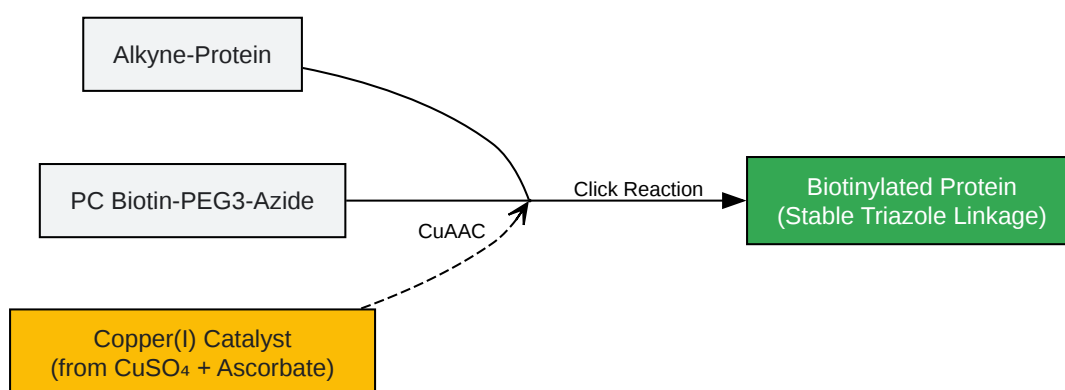 Alkyne-Protein
PC Biotin-PEG3-Azide
Click Reaction
Biotinylated Protein
(Stable Triazole Linkage)
CuAAC
Copper(I) Catalyst
(from CuSO₄ + Ascorbate)